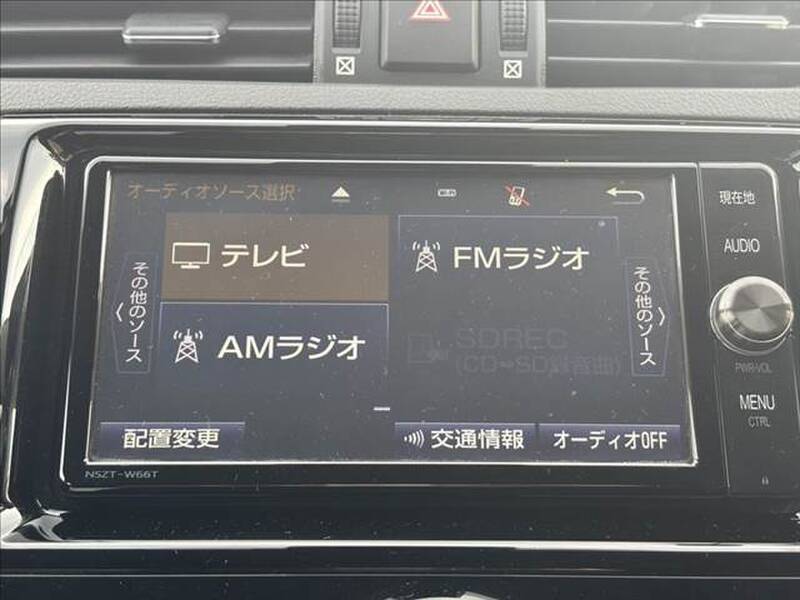 オーディオソース選択
現在地
テレビ
FMラジオ
AUDIO
その他のソース
その他のソース
AMラジオ
SDREC
(CD⇒SD録音曲)
PWR・VOL
MENU
CTRL
配置変更
交通情報
オーディオOFF
NSZT-W66T